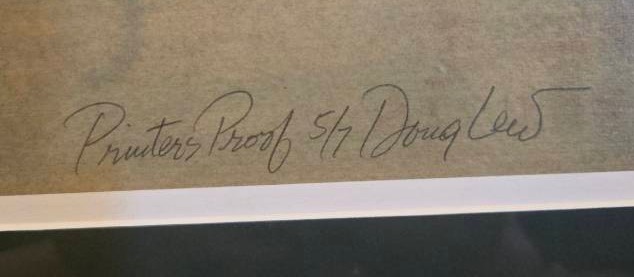 Printers Proof 5/7 Doug Lew